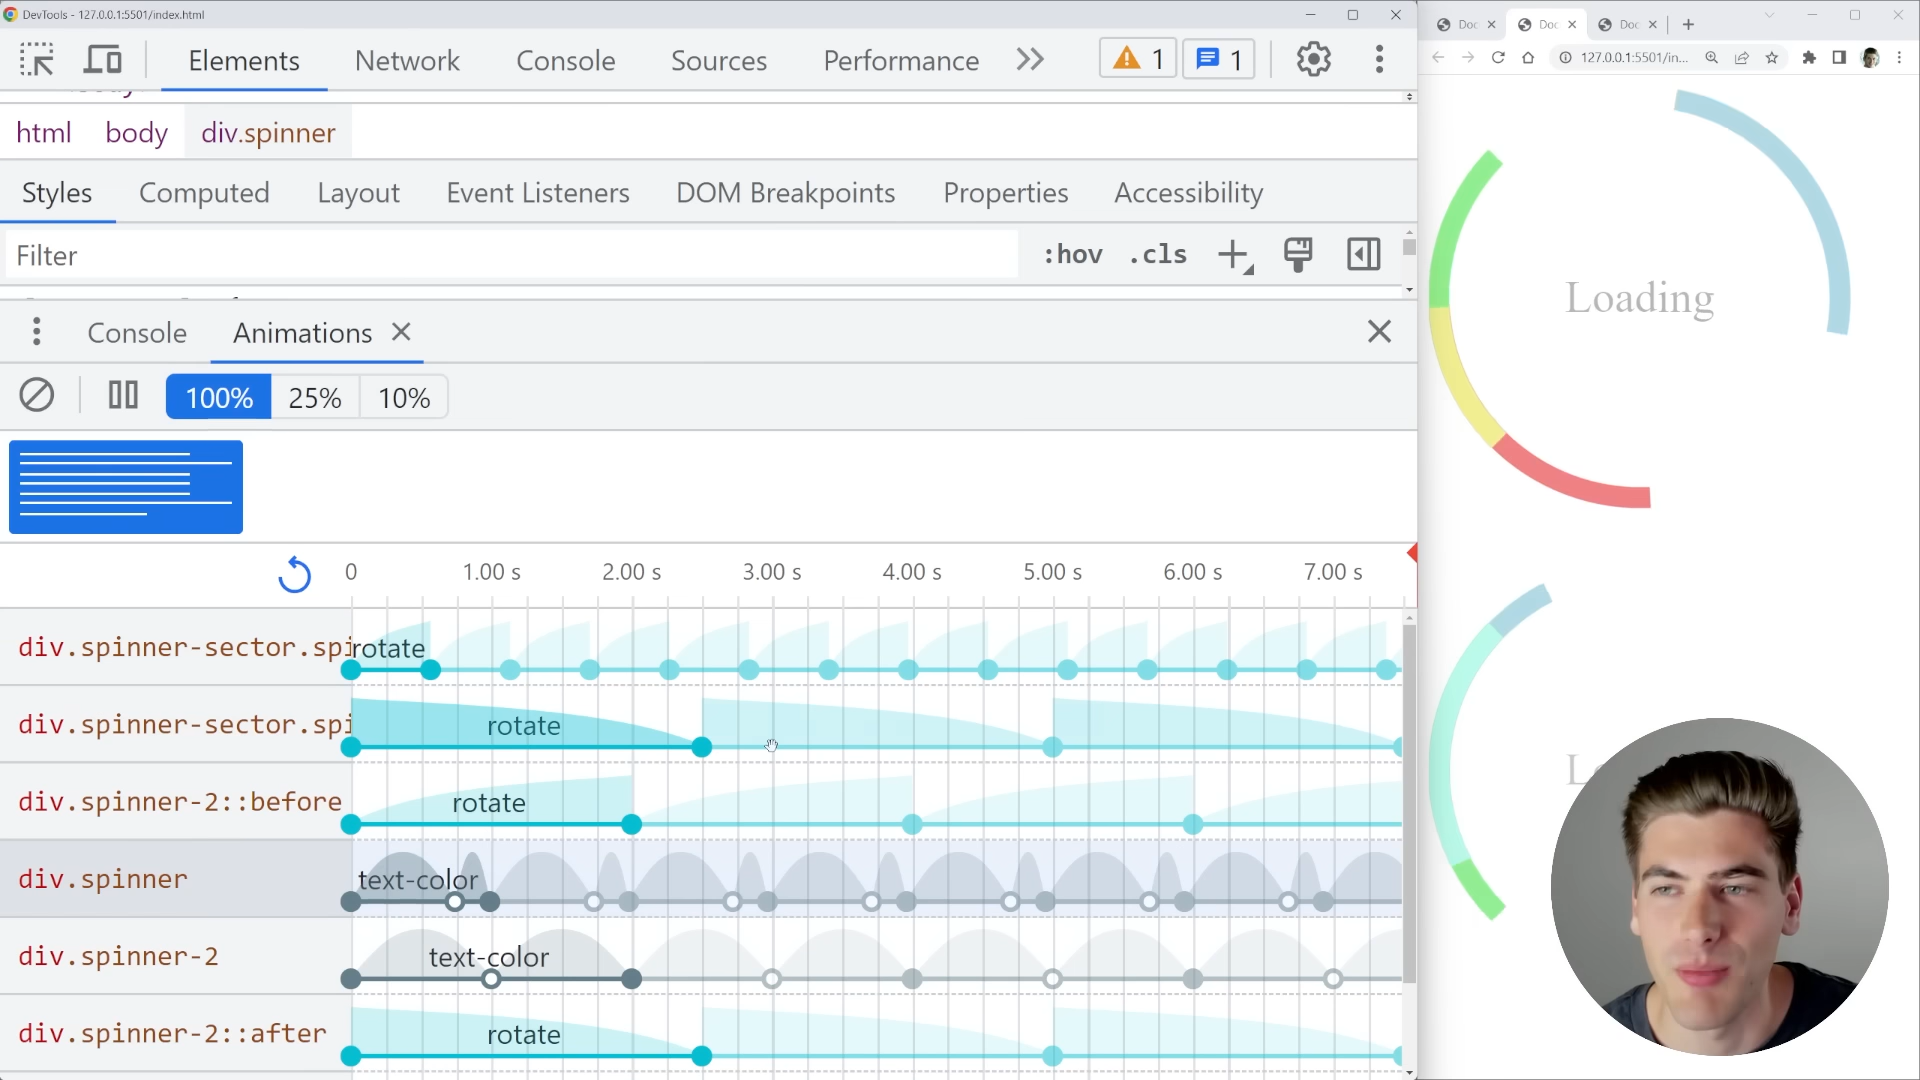 DevTools - 127.0.0.1:5501/index.html
Elements Network Console Sources Performance 1 1
html body div.spinner
Styles Computed Layout Event Listeners DOM Breakpoints Properties Accessibility
Filter :hov .cls
Console Animations
100% 25% 10%
0 1.00 s 2.00 s 3.00 s 4.00 s 5.00 s 6.00 s 7.00 s
div.spinner-sector.spi rotate
div.spinner-sector.spi rotate
div.spinner-2::before rotate
div.spinner text-color
div.spinner-2 text-color
div.spinner-2::after rotate
Doc Doc Doc
127.0.0.1:5501/in...
Loading